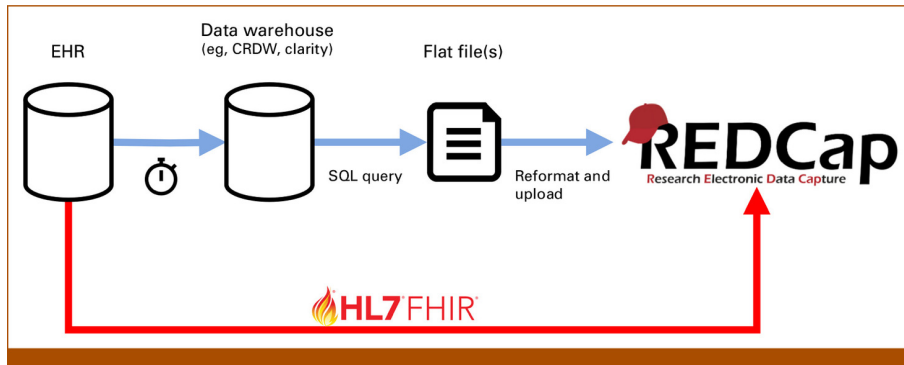 EHR
Data warehouse
(eg, CRDW, clarity)
Flat file(s)
SQL query
Reformat and
upload
REDCap
Research Electronic Data Capture
HL7® FHIR®